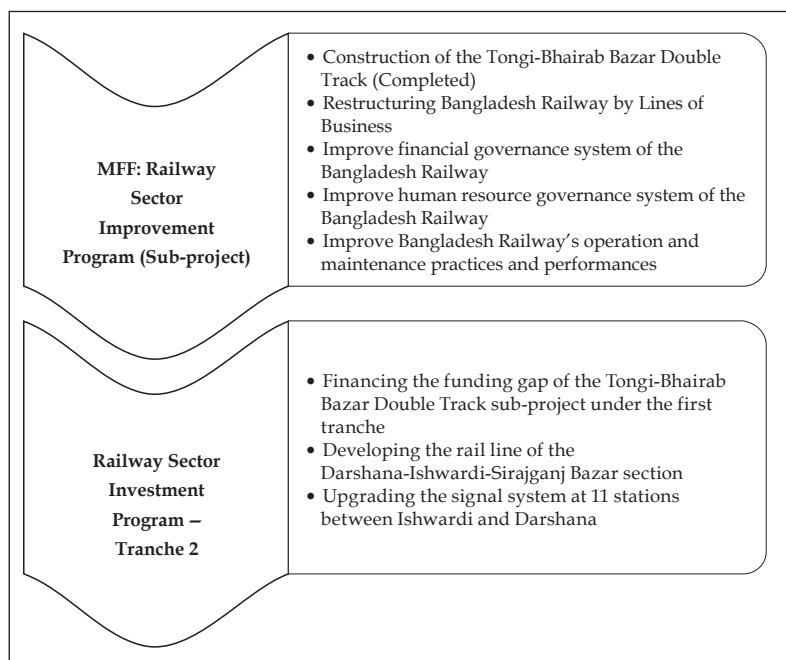 MFF: Railway
Sector
Improvement
Program (Sub-project)
• Construction of the Tongi-Bhairab Bazar Double
Track (Completed)
• Restructuring Bangladesh Railway by Lines of
Business
• Improve financial governance system of the
Bangladesh Railway
• Improve human resource governance system of the
Bangladesh Railway
• Improve Bangladesh Railway's operation and
maintenance practices and performances
Railway Sector
Investment
Program –
Tranche 2
• Financing the funding gap of the Tongi-Bhairab
Bazar Double Track sub-project under the first
tranche
• Developing the rail line of the
Darshana-Ishwardi-Sirajganj Bazar section
• Upgrading the signal system at 11 stations
between Ishwardi and Darshana